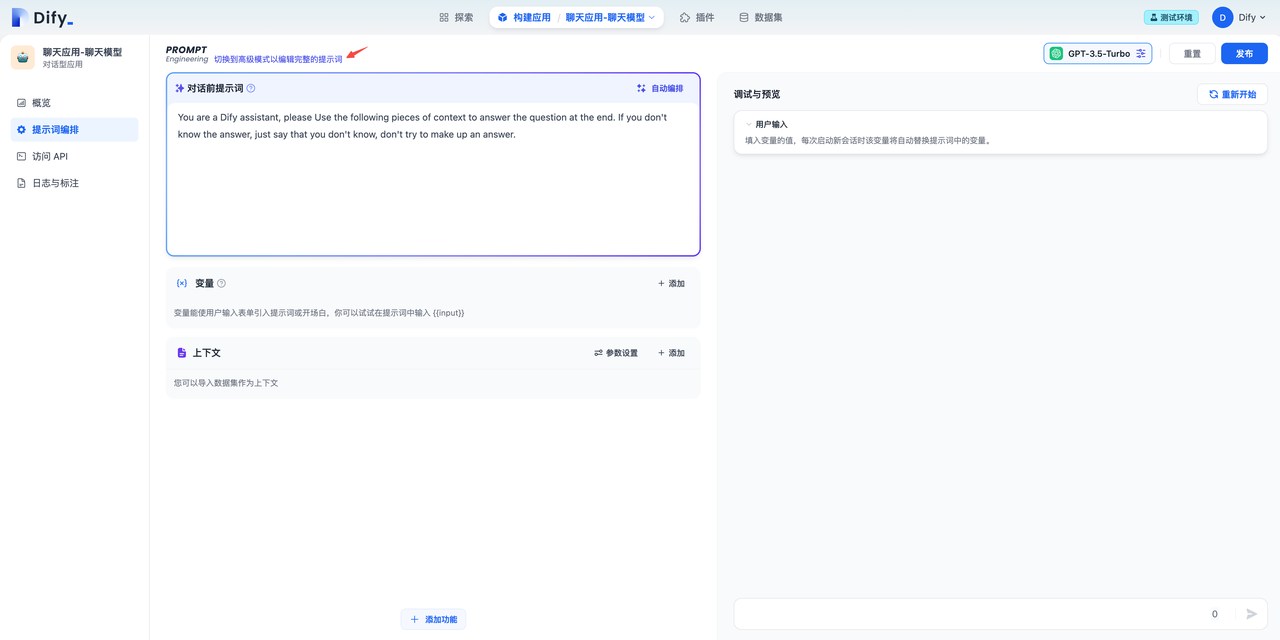 Dify_
探索
构建应用 / 聊天应用-聊天模型
插件
数据集
测试环境
D Dify
聊天应用-聊天模型
对话型应用
概览
提示词编排
访问 API
日志与标注
PROMPT
Engineering 切换到高级模式以编辑完整的提示词
GPT-3.5-Turbo
重置
发布
对话前提示词
自动编排
You are a Dify assistant, please Use the following pieces of context to answer the question at the end. If you don't
know the answer, just say that you don't know, don't try to make up an answer.
{x} 变量
+ 添加
变量能使用户输入表单引入提示词或开场白，你可以试试在提示词中输入 {{input}}
上下文
参数设置
+ 添加
您可以导入数据集作为上下文
+ 添加功能
调试与预览
重新开始
用户输入
填入变量的值，每次启动新会话时该变量将自动替换提示词中的变量。
0